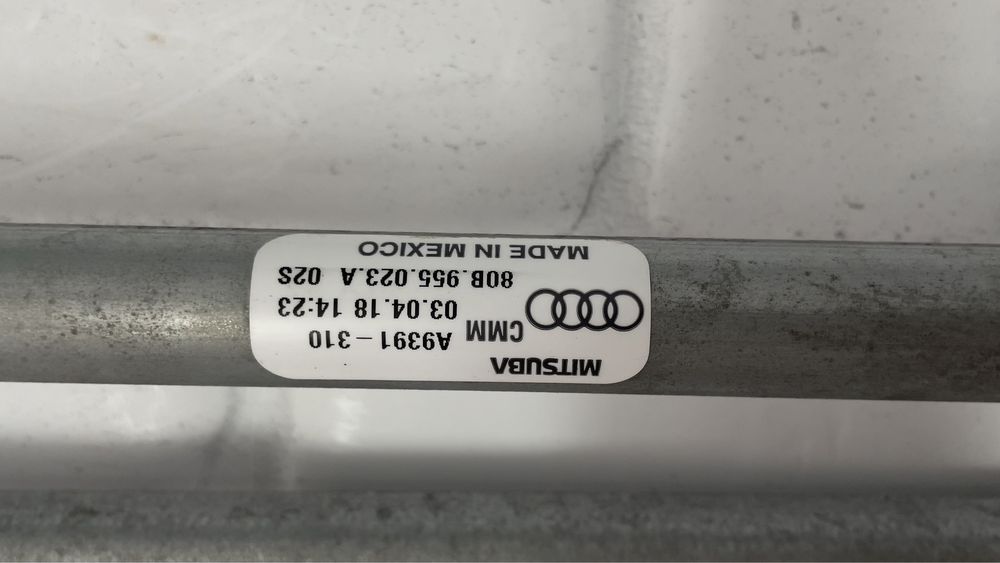 MITSUBA
CMM A9391-310
03.04.18 14:23
80B.955.023.A 02S
MADE IN MEXICO